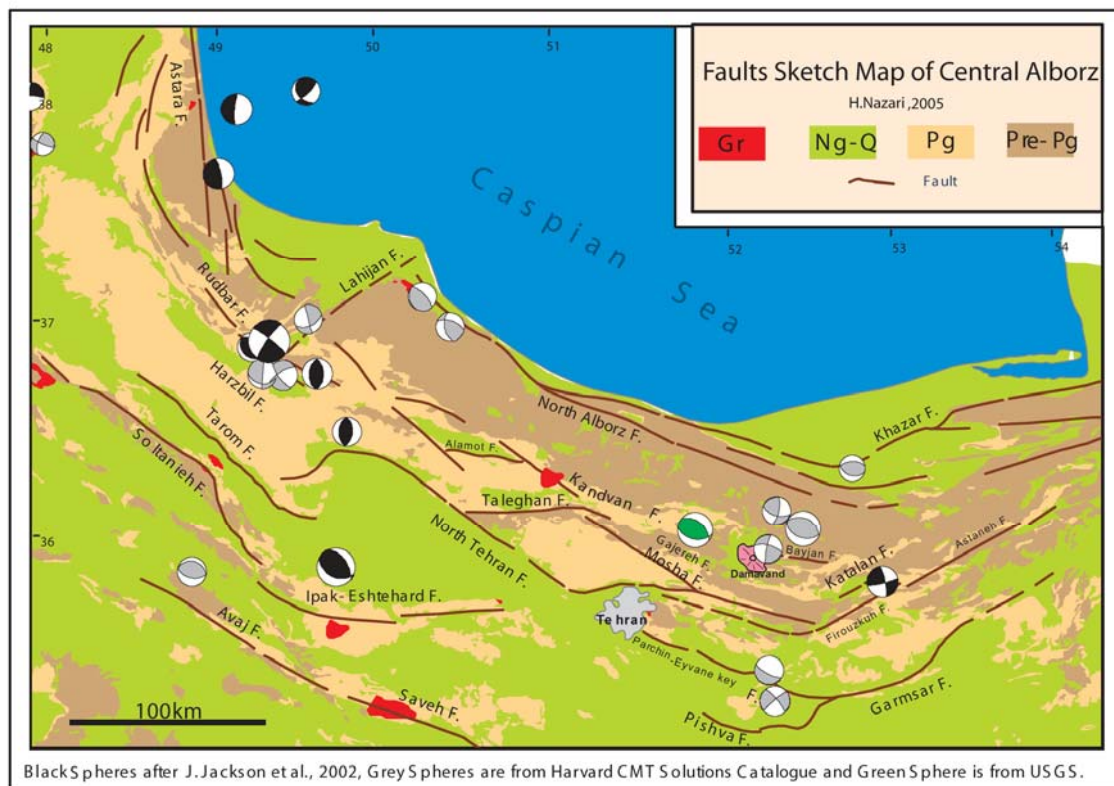 48
49
50
51
Faults Sketch Map of Central Alborz
H.Nazari ,2005
Gr
Ng-Q
Pg
Pre-Pg
Fault
38
Astara F.
Caspian Sea
52
53
54
Rudbar F.
Lahijan F.
37
Harzbil F.
Tarom F.
Soltanieh F.
North Alborz F.
Khazar F.
Alamot F.
Kandvan F.
Taleghan F.
36
North Tehran F.
Gajereh F.
Mosha F.
Bayjan F.
Damavand
Katalan F.
Astaneh F.
Ipak-Eshtehard F.
Avaj F.
Tehran
Firouzkuh F.
Parchin-Eyvane key F.
Saveh F.
Garmsar F.
Pishva F.
100km
Black Spheres after J.Jackson et al., 2002, Grey Spheres are from Harvard CMT Solutions Catalogue and Green Sphere is from USGS.